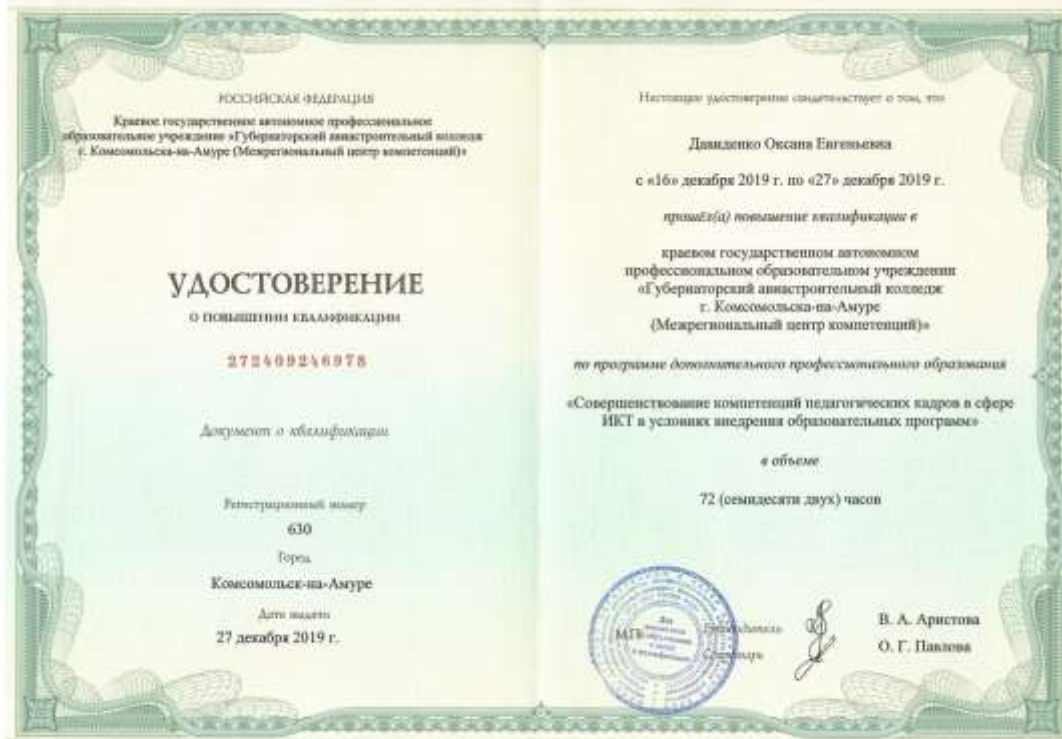 РОССИЙСКАЯ ФЕДЕРАЦИЯ
Краевое государственное автономное профессиональное
образовательное учреждение «Губернаторский авиастроительный колледж
г. Комсомольска-на-Амуре (Межрегиональный центр компетенций)»
УДОСТОВЕРЕНИЕ
О ПОВЫШЕНИИ КВАЛИФИКАЦИИ
272409246978
Документ о квалификации
Регистрационный номер
630
Город
Комсомольск-на-Амуре
Дата выдачи
27 декабря 2019 г.
Настоящее удостоверение свидетельствует о том, что
Давиденко Оксана Евгеньевна
с «16» декабря 2019 г. по «27» декабря 2019 г.
прошёл(а) повышение квалификации в
краевом государственном автономном
профессиональном образовательном учреждении
«Губернаторский авиастроительный колледж
г. Комсомольска-на-Амуре
(Межрегиональный центр компетенций)»
по программе дополнительного профессионального образования
«Совершенствование компетенций педагогических кадров в сфере
ИКТ в условиях внедрения образовательных программ»
в объеме
72 (семидесяти двух) часов
М.П.
Руководитель
В. А. Аристова
Секретарь
О. Г. Павлова